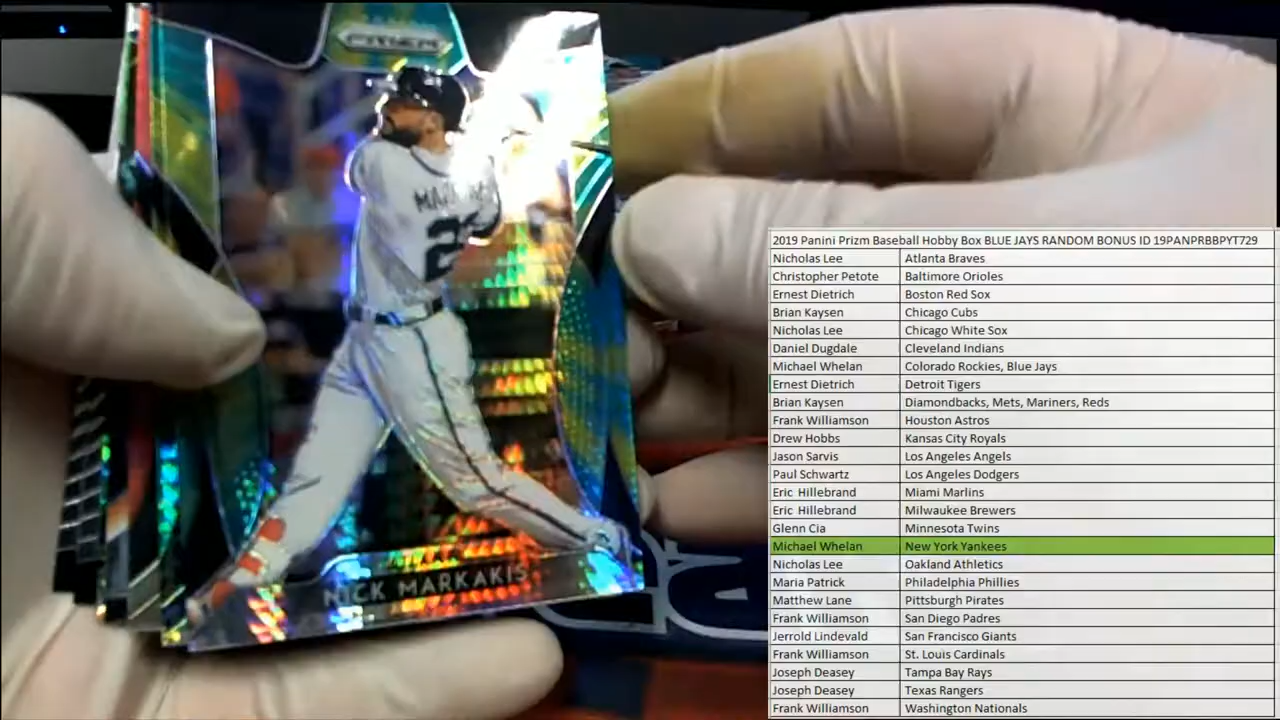 PRIZM
NICK MARKAKIS
2019 Panini Prizm Baseball Hobby Box BLUE JAYS RANDOM BONUS ID 19PANPRBBPYT729
Nicholas Lee Atlanta Braves
Christopher Petote Baltimore Orioles
Ernest Dietrich Boston Red Sox
Brian Kaysen Chicago Cubs
Nicholas Lee Chicago White Sox
Daniel Dugdale Cleveland Indians
Michael Whelan Colorado Rockies, Blue Jays
Ernest Dietrich Detroit Tigers
Brian Kaysen Diamondbacks, Mets, Mariners, Reds
Frank Williamson Houston Astros
Drew Hobbs Kansas City Royals
Jason Sarvis Los Angeles Angels
Paul Schwartz Los Angeles Dodgers
Eric Hillebrand Miami Marlins
Eric Hillebrand Milwaukee Brewers
Glenn Cia Minnesota Twins
Michael Whelan New York Yankees
Nicholas Lee Oakland Athletics
Maria Patrick Philadelphia Phillies
Matthew Lane Pittsburgh Pirates
Frank Williamson San Diego Padres
Jerrold Lindevald San Francisco Giants
Frank Williamson St. Louis Cardinals
Joseph Deasey Tampa Bay Rays
Joseph Deasey Texas Rangers
Frank Williamson Washington Nationals